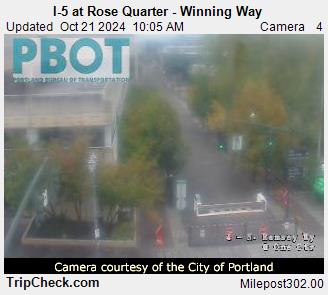 I-5 at Rose Quarter - Winning Way
Updated Oct 21 2024 10:05 AM Camera 4
PBOT
PORTLAND BUREAU OF TRANSPORTATION
Camera courtesy of the City of Portland
TripCheck.com Milepost302.00